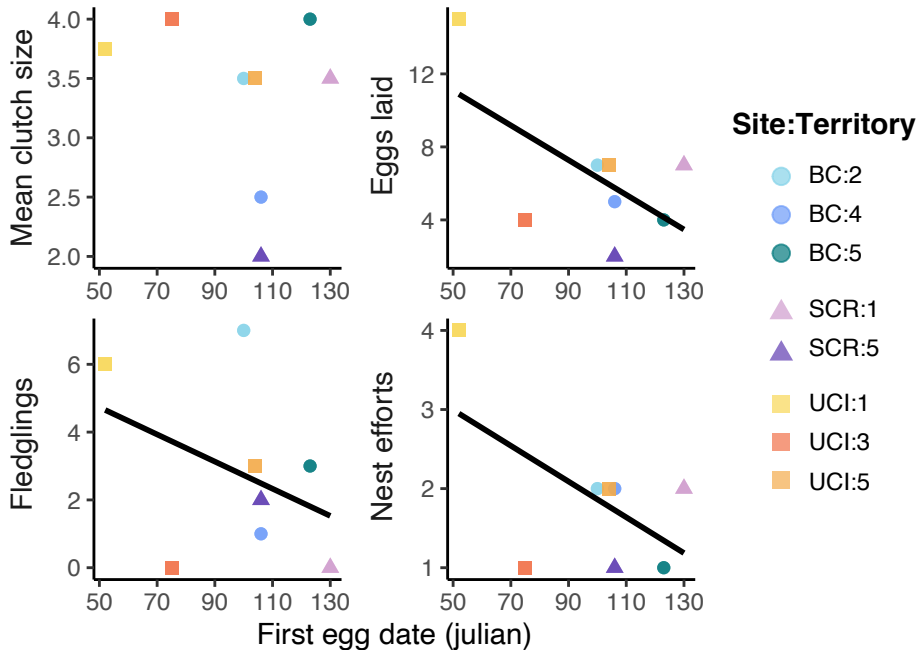 Mean clutch size
4.0
3.5
3.0
2.5
2.0
50 70 90 110 130
Eggs laid
12
8
4
50 70 90 110 130
Fledglings
6
4
2
0
50 70 90 110 130
Nest efforts
4
3
2
1
50 70 90 110 130
First egg date (julian)
Site:Territory
BC:2
BC:4
BC:5
SCR:1
SCR:5
UCI:1
UCI:3
UCI:5